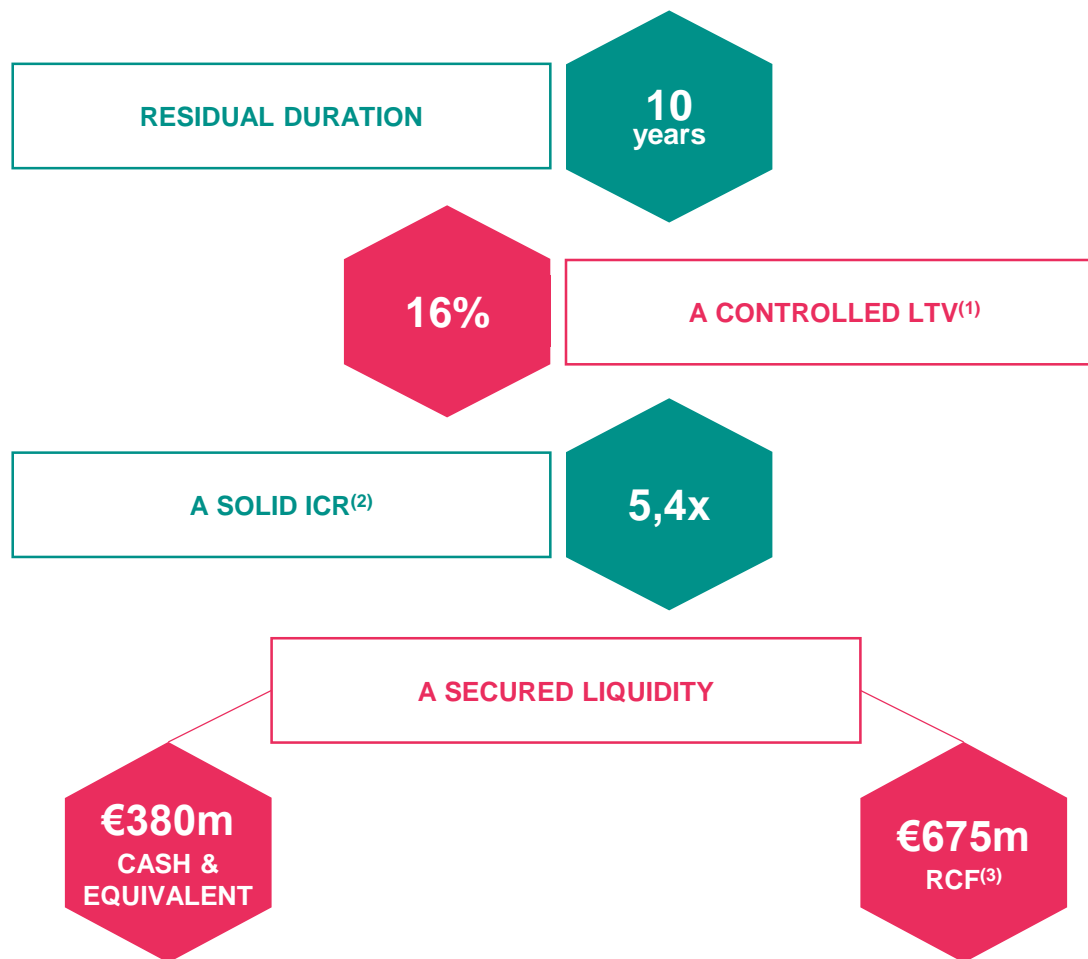 RESIDUAL DURATION
10
years
16%
A CONTROLLED LTV(1)
A SOLID ICR(2)
5,4x
A SECURED LIQUIDITY
€380m
CASH &
EQUIVALENT
€675m
RCF(3)